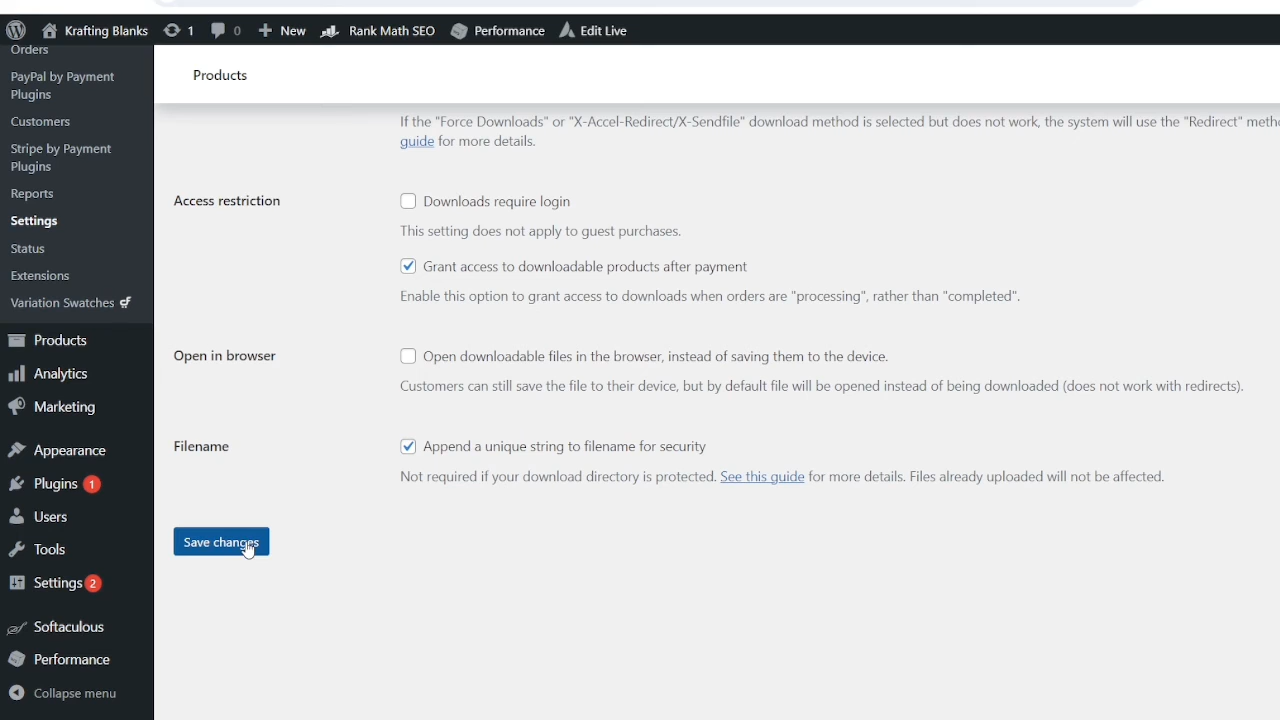 Krafting Blanks 1 0 New Rank Math SEO Performance Edit Live
Orders
PayPal by Payment
Plugins
Customers
Stripe by Payment
Plugins
Reports
Settings
Status
Extensions
Variation Swatches
Products
Analytics
Marketing
Appearance
Plugins 1
Users
Tools
Settings 2
Softaculous
Performance
Collapse menu
Products
If the "Force Downloads" or "X-Accel-Redirect/X-Sendfile" download method is selected but does not work, the system will use the "Redirect"
guide for more details.
Access restriction
Downloads require login
This setting does not apply to guest purchases.
Grant access to downloadable products after payment
Enable this option to grant access to downloads when orders are "processing", rather than "completed".
Open in browser
Open downloadable files in the browser, instead of saving them to the device.
Customers can still save the file to their device, but by default file will be opened instead of being downloaded (does not work with redirects).
Filename
Append a unique string to filename for security
Not required if your download directory is protected. See this guide for more details. Files already uploaded will not be affected.
Save changes